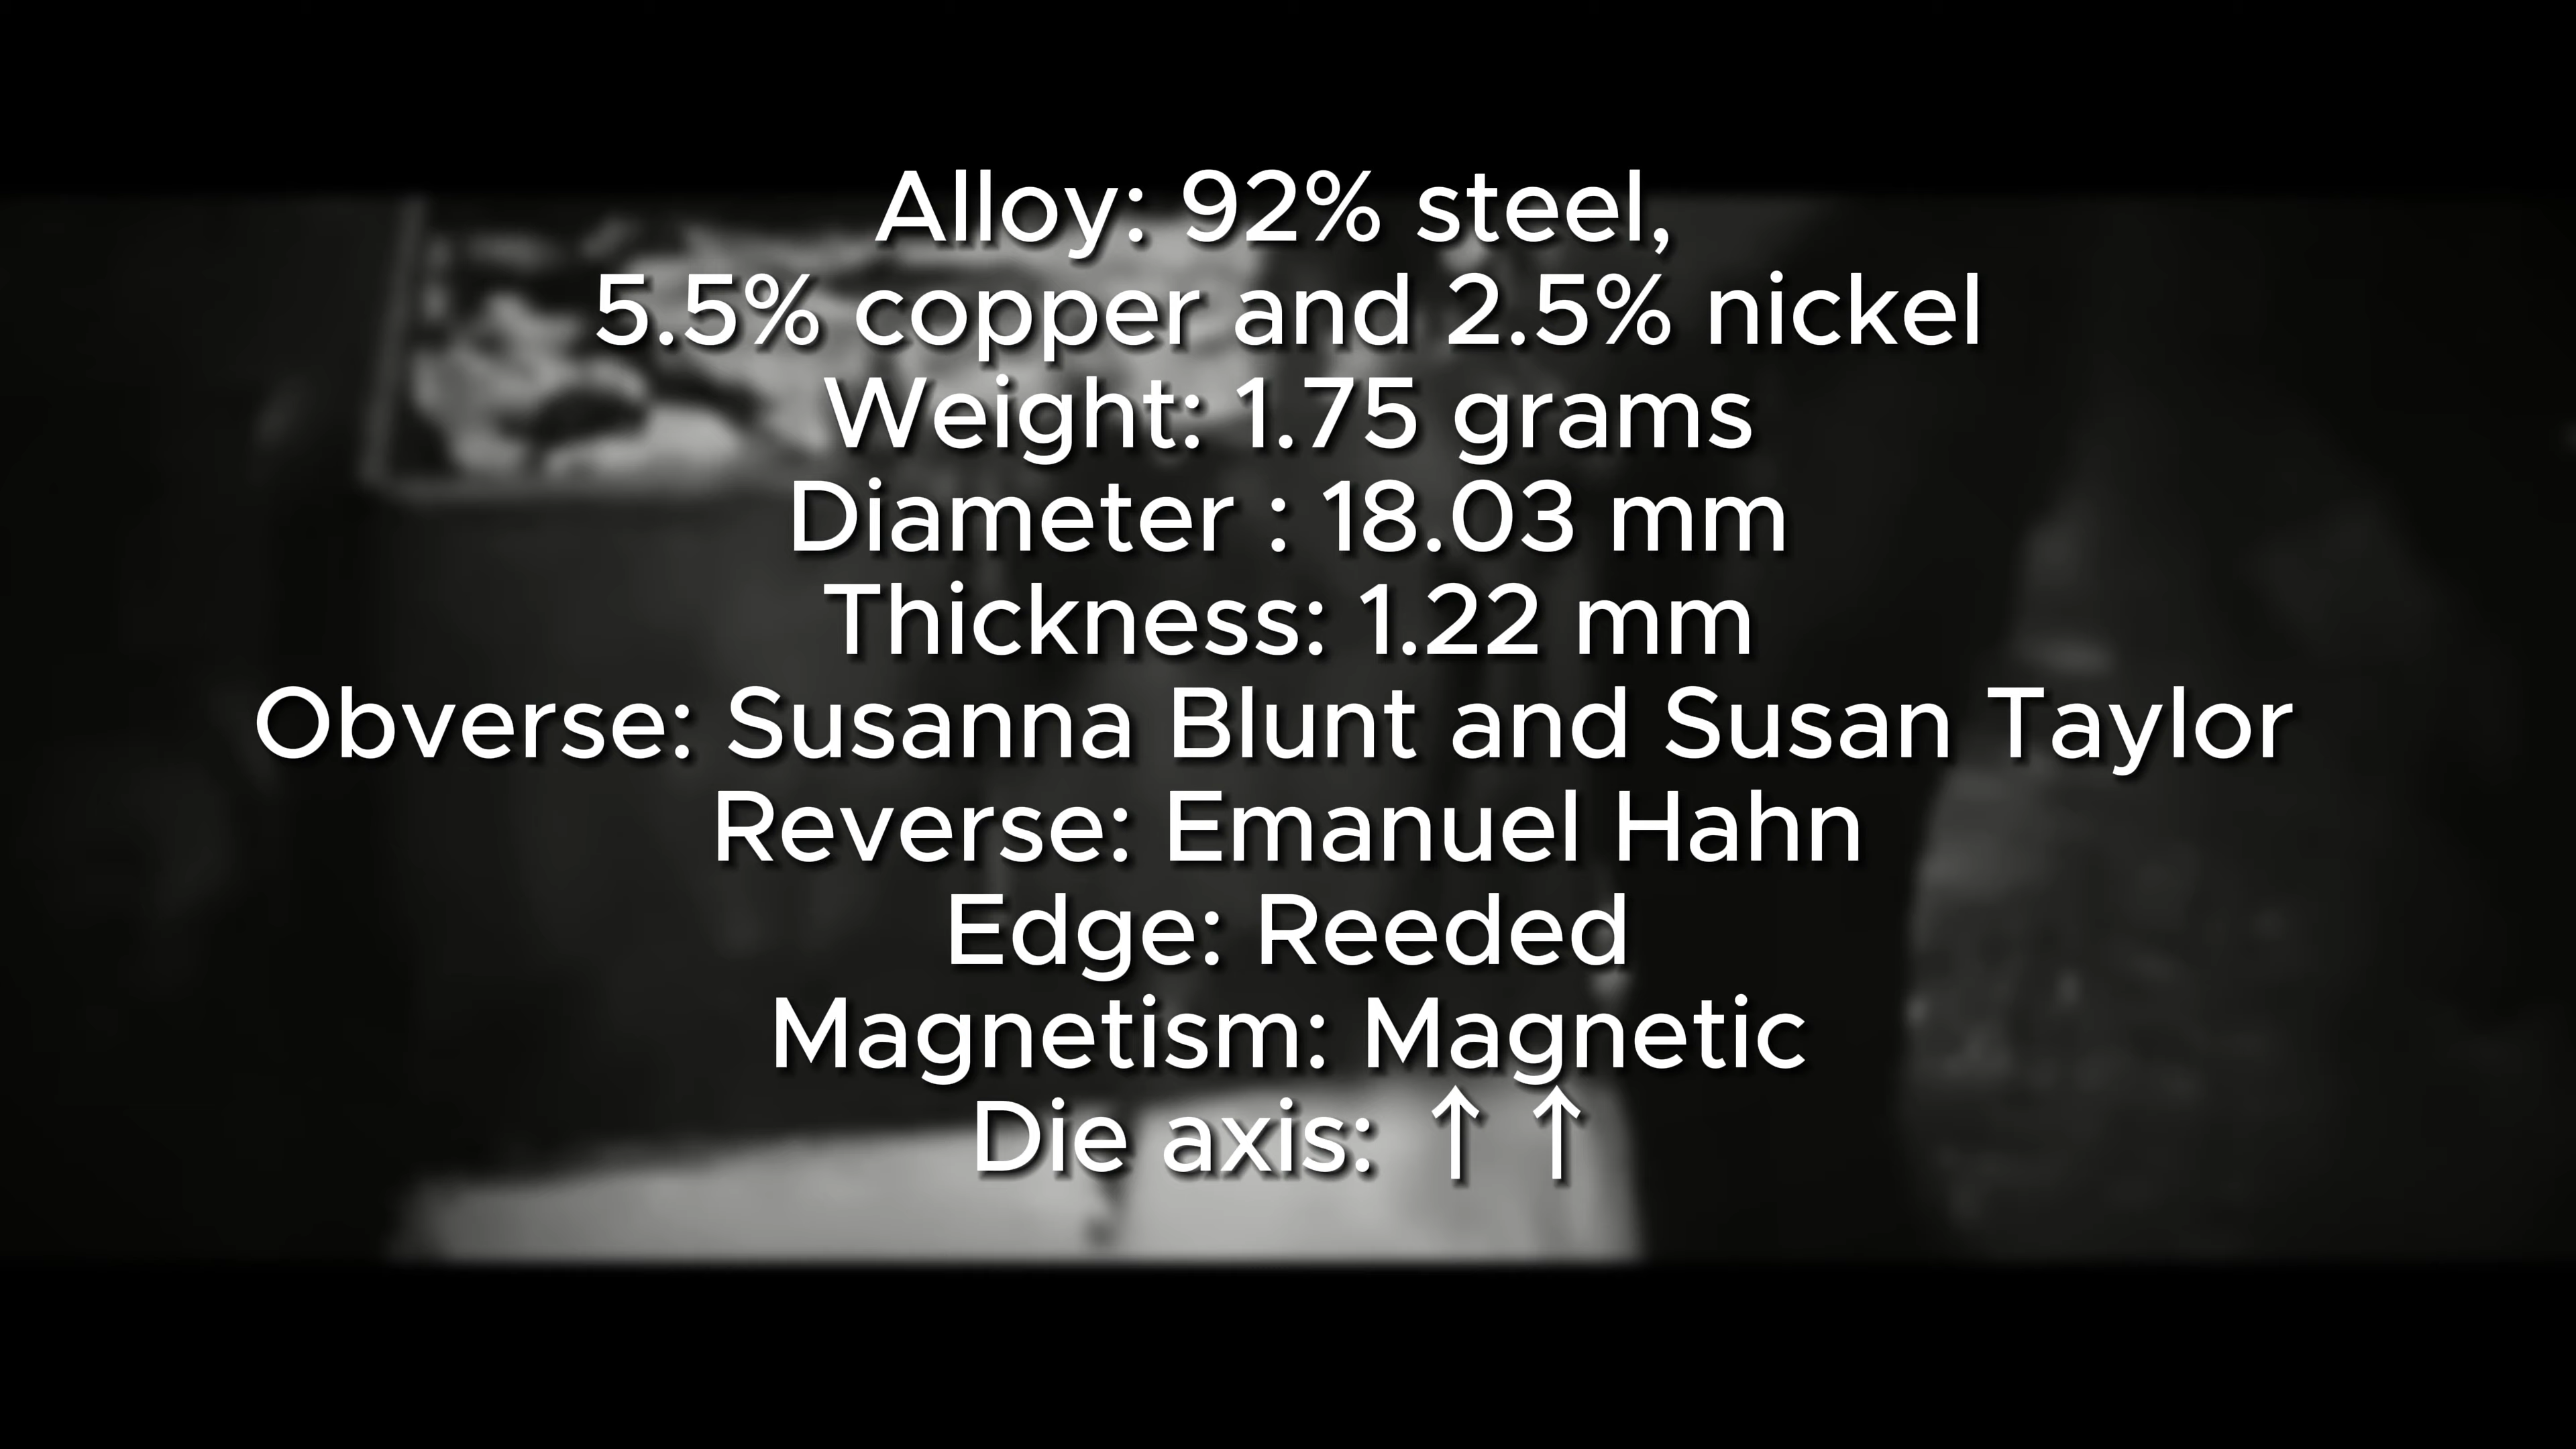 Alloy: 92% steel,
5.5% copper and 2.5% nickel
Weight: 1.75 grams
Diameter : 18.03 mm
Thickness: 1.22 mm
Obverse: Susanna Blunt and Susan Taylor
Reverse: Emanuel Hahn
Edge: Reeded
Magnetism: Magnetic
Die axis: ↑ ↑